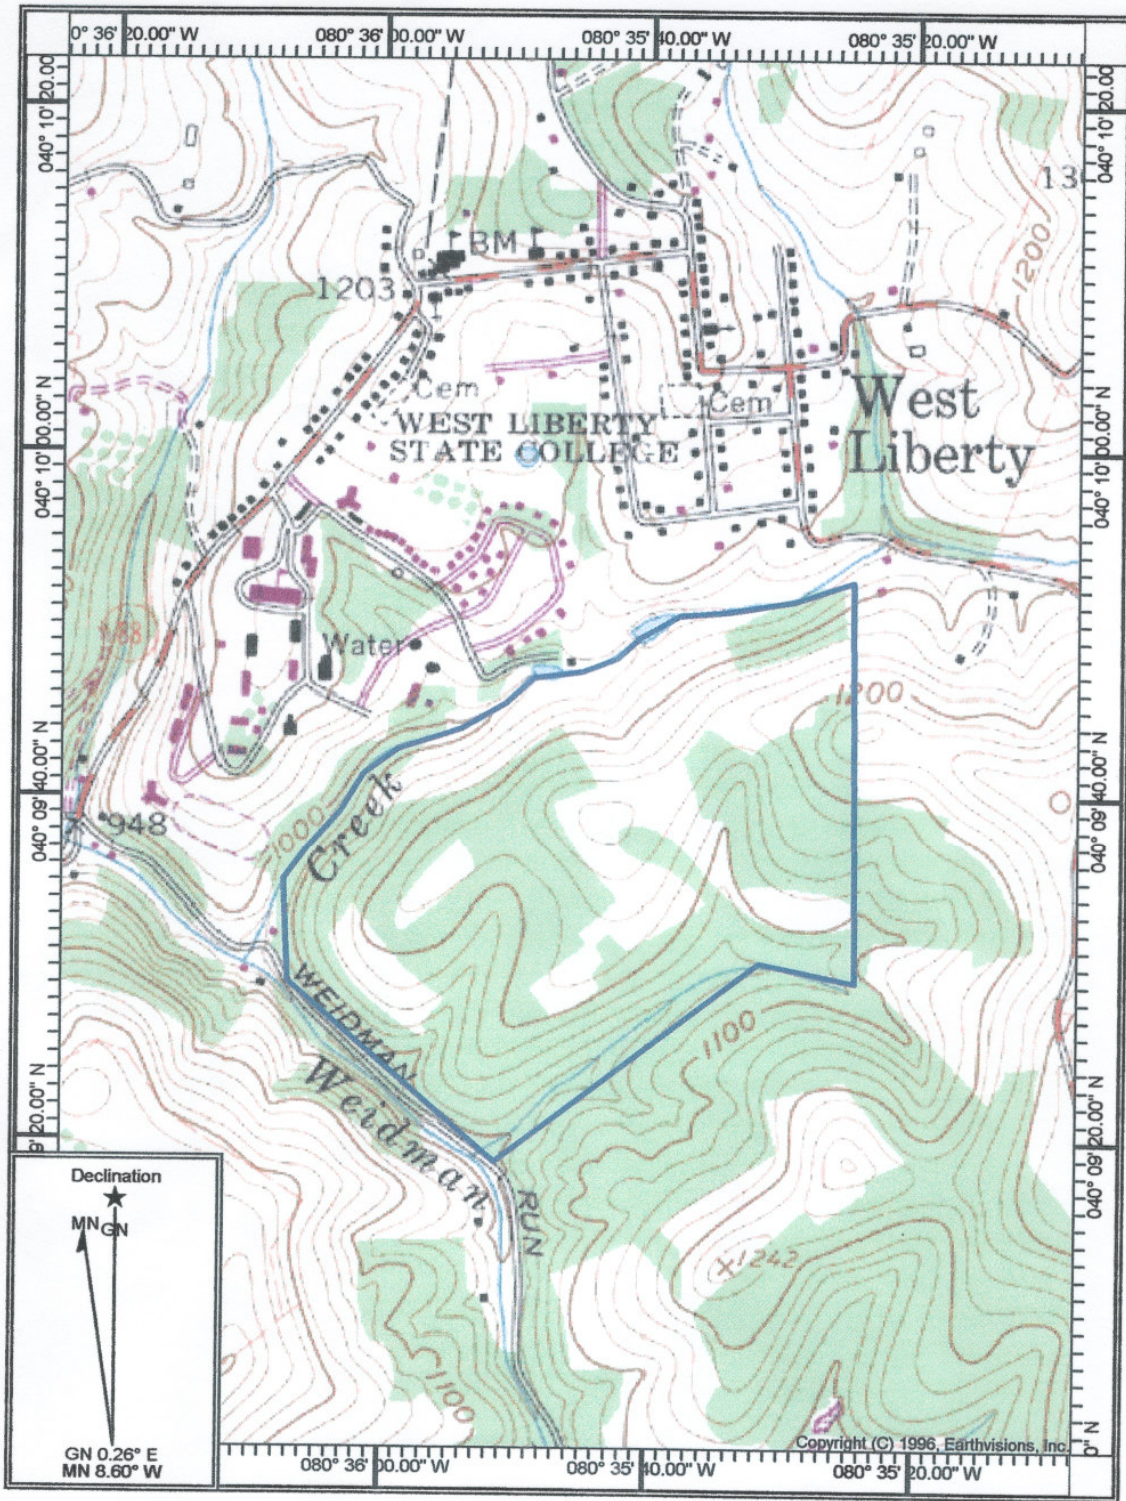 0° 36' 20.00" W
080° 36' 00.00" W
080° 35' 40.00" W
080° 35' 20.00" W
040° 10' 20.00
040° 10' 20.00
BM
1203
1200
West
Liberty
Cem
Cem
WEST LIBERTY
STATE COLLEGE
040° 10' 00.00" N
040° 10' 00.00" N
Water
1200
948
1000
Creek
040° 09' 40.00" N
040° 09' 40.00" N
WEIDMAN
RUN
Weidman
1100
9' 20.00" N
040° 09' 20.00" N
1242
1100
Declination
MN GN
GN 0.26° E
MN 8.60° W
Copyright (C) 1996, Earthvisions, Inc.
0" N
080° 36' 00.00" W
080° 35' 40.00" W
080° 35' 20.00" W